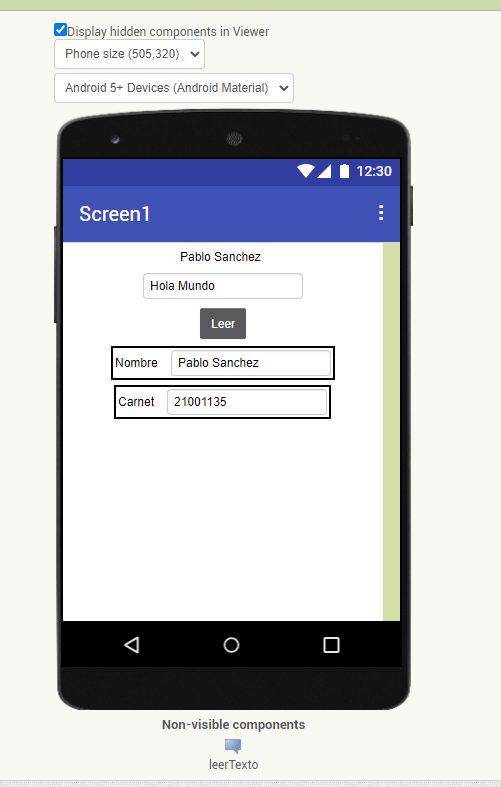 Display hidden components in Viewer
Phone size (505,320)
Android 5+ Devices (Android Material)
12:30
Screen1
Pablo Sanchez
Hola Mundo
Leer
Nombre Pablo Sanchez
Carnet 21001135
Non-visible components
leerTexto